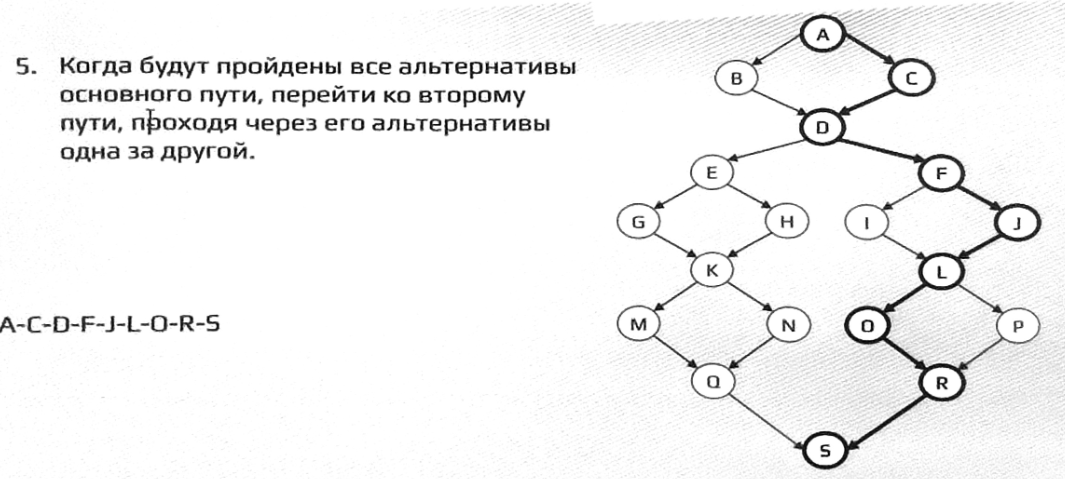 5. Когда будут пройдены все альтернативы
основного пути, перейти ко второму
пути, проходя через его альтернативы
одна за другой.
A-C-D-F-J-L-O-R-S
A
B
C
D
E
F
G
H
I
J
K
L
M
N
O
P
Q
R
S